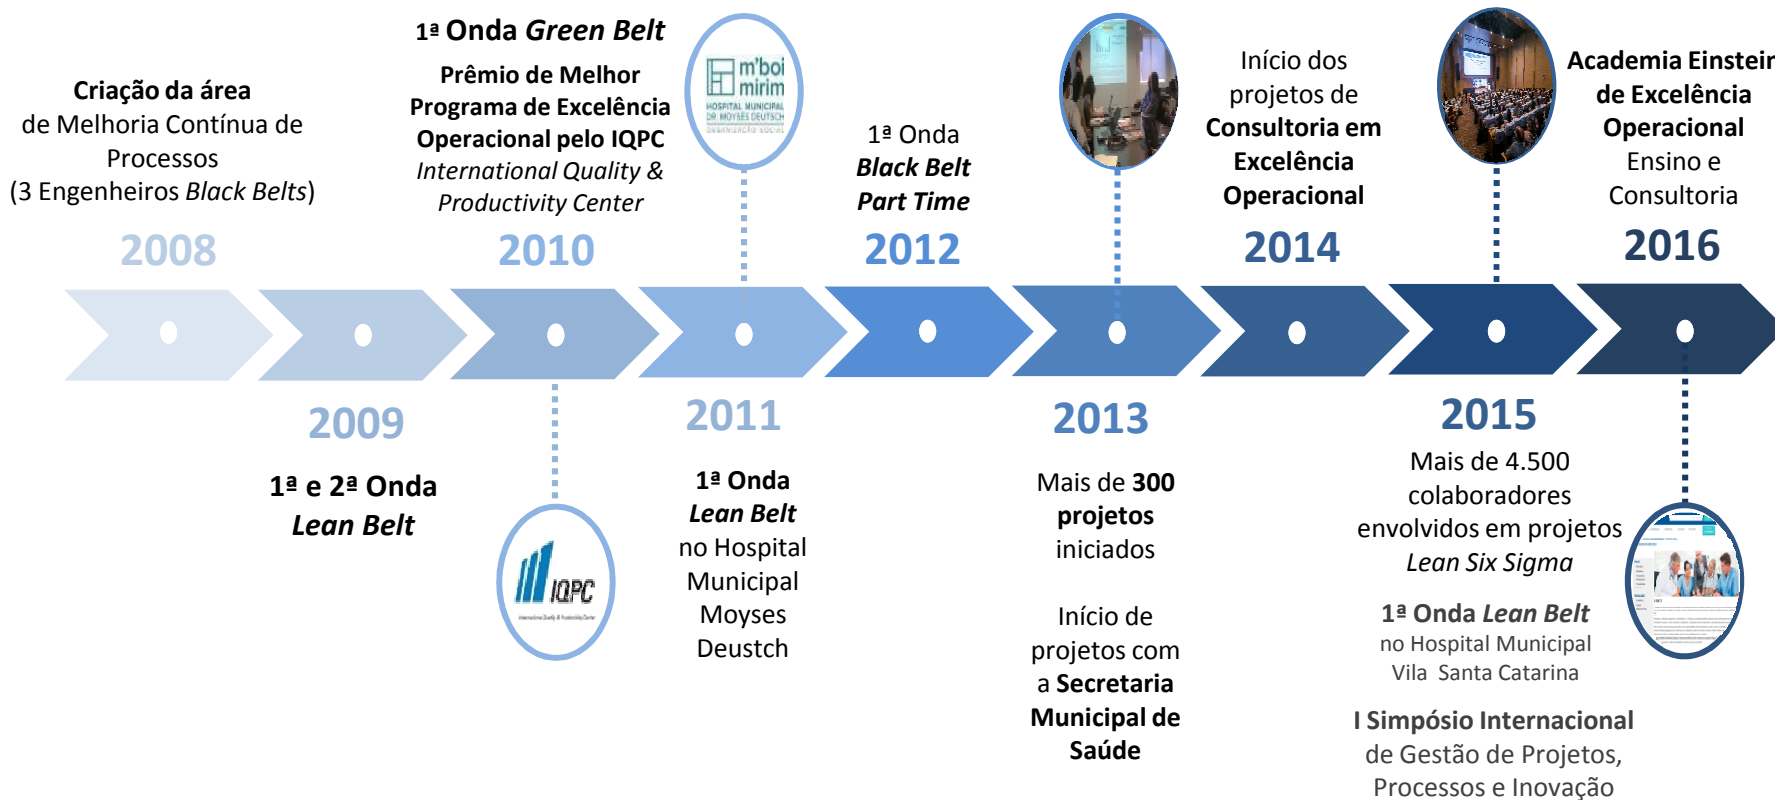 Criação da área
de Melhoria Contínua de
Processos
(3 Engenheiros Black Belts)
2008
2009
1ª e 2ª Onda
Lean Belt
1ª Onda Green Belt
Prêmio de Melhor
Programa de Excelência
Operacional pelo IQPC
International Quality &
Productivity Center
2010
IQPC
International Quality & Productivity Center
m'boi
mirim
HOSPITAL MUNICIPAL
DR. MOYSES DEUTSCH
ORGANIZAÇÃO SOCIAL
2011
1ª Onda
Lean Belt
no Hospital
Municipal
Moyses
Deustch
1ª Onda
Black Belt
Part Time
2012
2013
Mais de 300
projetos
iniciados
Início de
projetos com
a Secretaria
Municipal de
Saúde
Início dos
projetos de
Consultoria em
Excelência
Operacional
2014
2015
Mais de 4.500
colaboradores
envolvidos em projetos
Lean Six Sigma
1ª Onda Lean Belt
no Hospital Municipal
Vila Santa Catarina
I Simpósio Internacional
de Gestão de Projetos,
Processos e Inovação
Academia Einstein
de Excelência
Operacional
Ensino e
Consultoria
2016